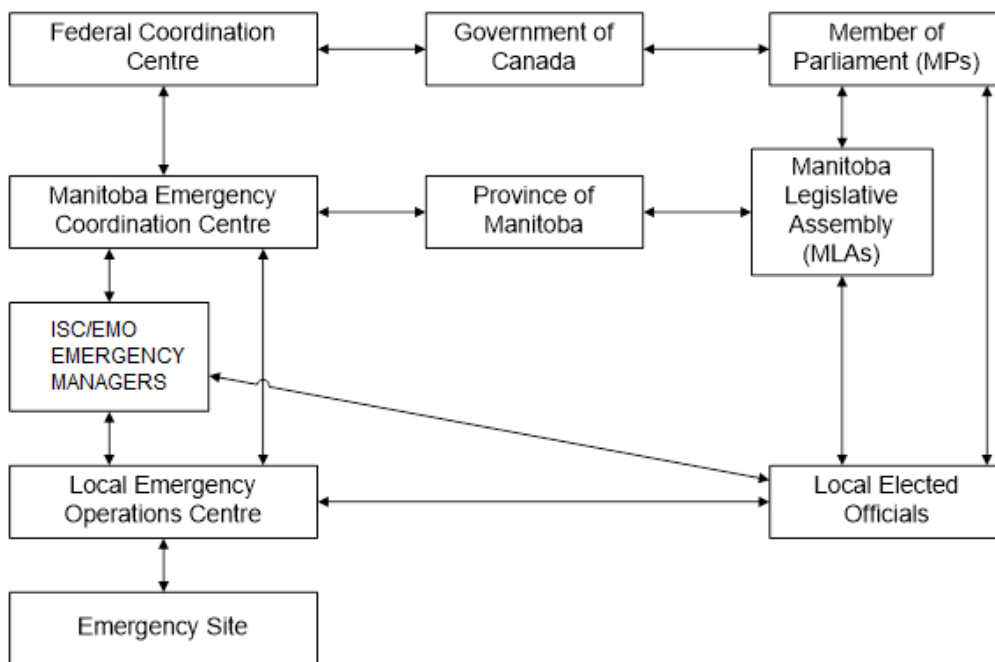 Federal Coordination
Centre
Government of
Canada
Member of
Parliament (MPs)
Manitoba Emergency
Coordination Centre
Province of
Manitoba
Manitoba
Legislative
Assembly
(MLAs)
ISC/EMO
EMERGENCY
MANAGERS
Local Emergency
Operations Centre
Local Elected
Officials
Emergency Site